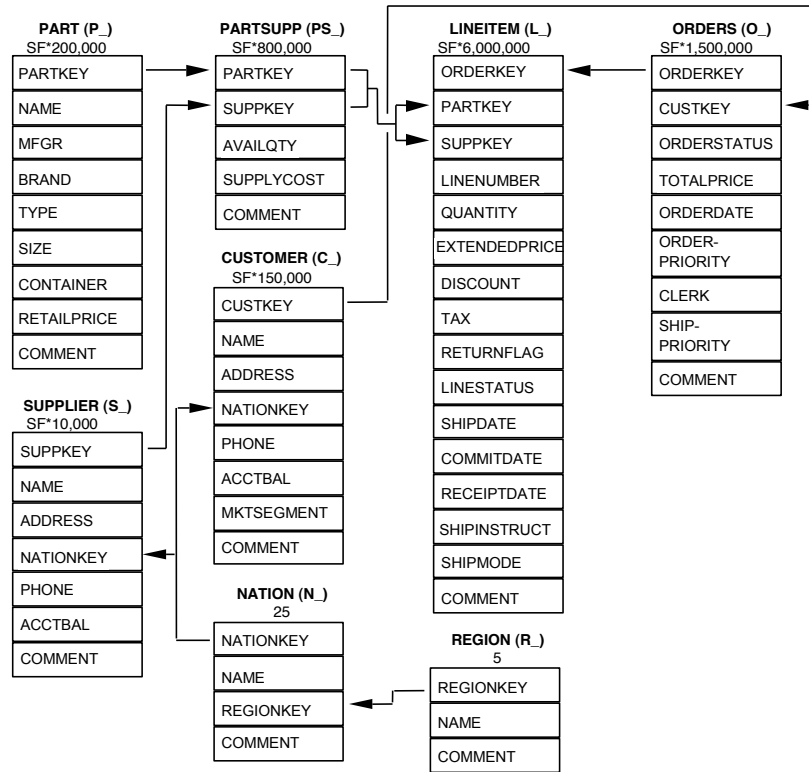 PART (P_)
SF*200,000
PARTKEY
NAME
MFGR
BRAND
TYPE
SIZE
CONTAINER
RETAILPRICE
COMMENT
SUPPLIER (S_)
SF*10,000
SUPPKEY
NAME
ADDRESS
NATIONKEY
PHONE
ACCTBAL
COMMENT
PARTSUPP (PS_)
SF*800,000
PARTKEY
SUPPKEY
AVAILQTY
SUPPLYCOST
COMMENT
CUSTOMER (C_)
SF*150,000
CUSTKEY
NAME
ADDRESS
NATIONKEY
PHONE
ACCTBAL
MKTSEGMENT
COMMENT
NATION (N_)
25
NATIONKEY
NAME
REGIONKEY
COMMENT
LINEITEM (L_)
SF*6,000,000
ORDERKEY
PARTKEY
SUPPKEY
LINENUMBER
QUANTITY
EXTENDEDPRICE
DISCOUNT
TAX
RETURNFLAG
LINESTATUS
SHIPDATE
COMMITDATE
RECEIPTDATE
SHIPINSTRUCT
SHIPMODE
COMMENT
REGION (R_)
5
REGIONKEY
NAME
COMMENT
ORDERS (O_)
SF*1,500,000
ORDERKEY
CUSTKEY
ORDERSTATUS
TOTALPRICE
ORDERDATE
ORDER-
PRIORITY
CLERK
SHIP-
PRIORITY
COMMENT